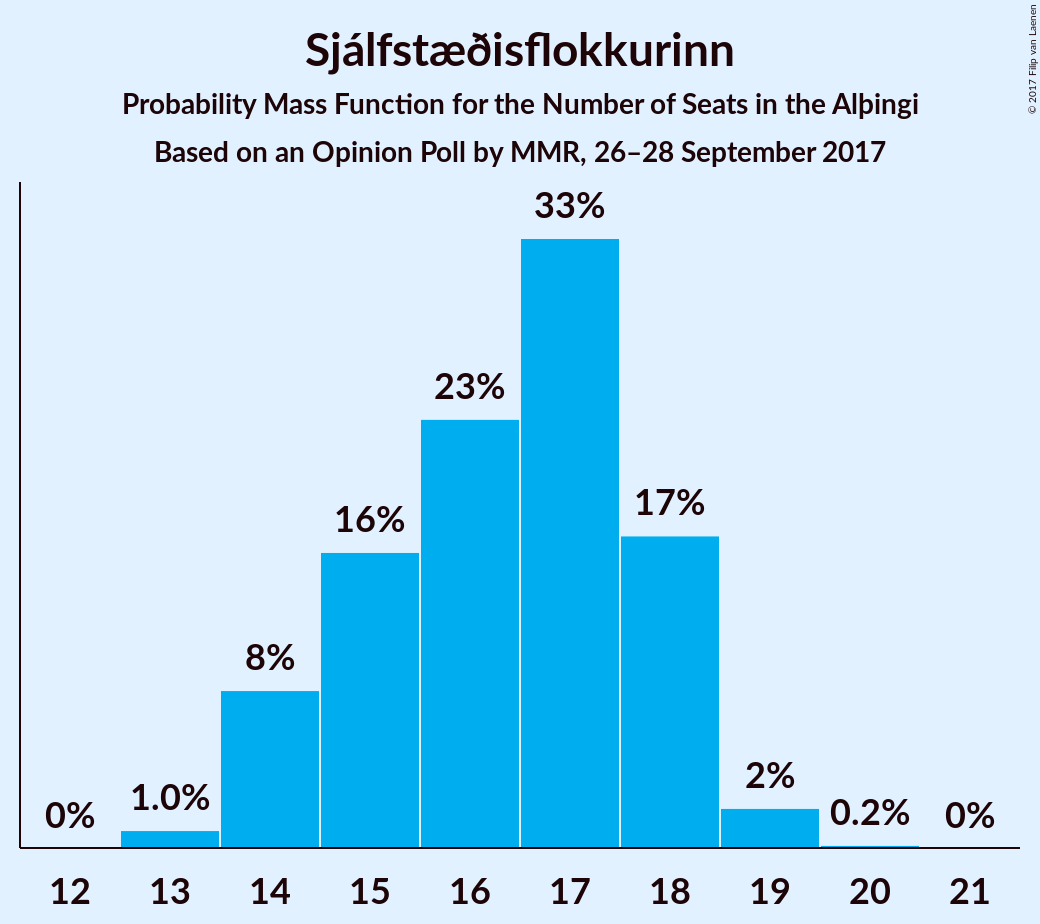 Sjálfstæðisflokkurinn
Probability Mass Function for the Number of Seats in the Alþingi
Based on an Opinion Poll by MMR, 26–28 September 2017
© 2017 Filip van Laenen
33%
23%
17%
16%
8%
2%
1.0%
0.2%
0%
0%
12 13 14 15 16 17 18 19 20 21